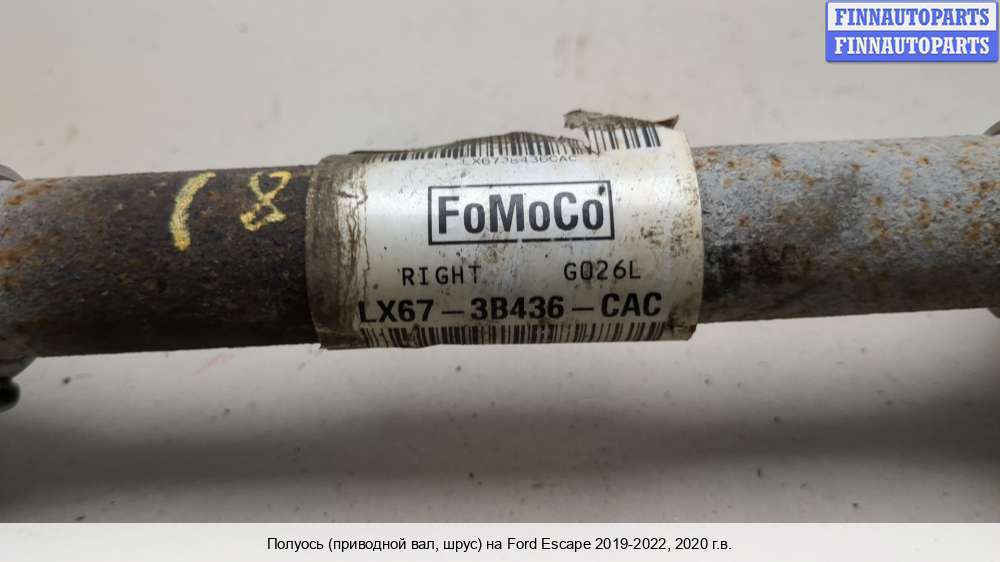 FINNAUTOPARTS
FINNAUTOPARTS
LX673B436CAC
FoMoCo
18
RIGHT G026L
LX67-3B436-CAC
Полуось (приводной вал, шрус) на Ford Escape 2019-2022, 2020 г.в.